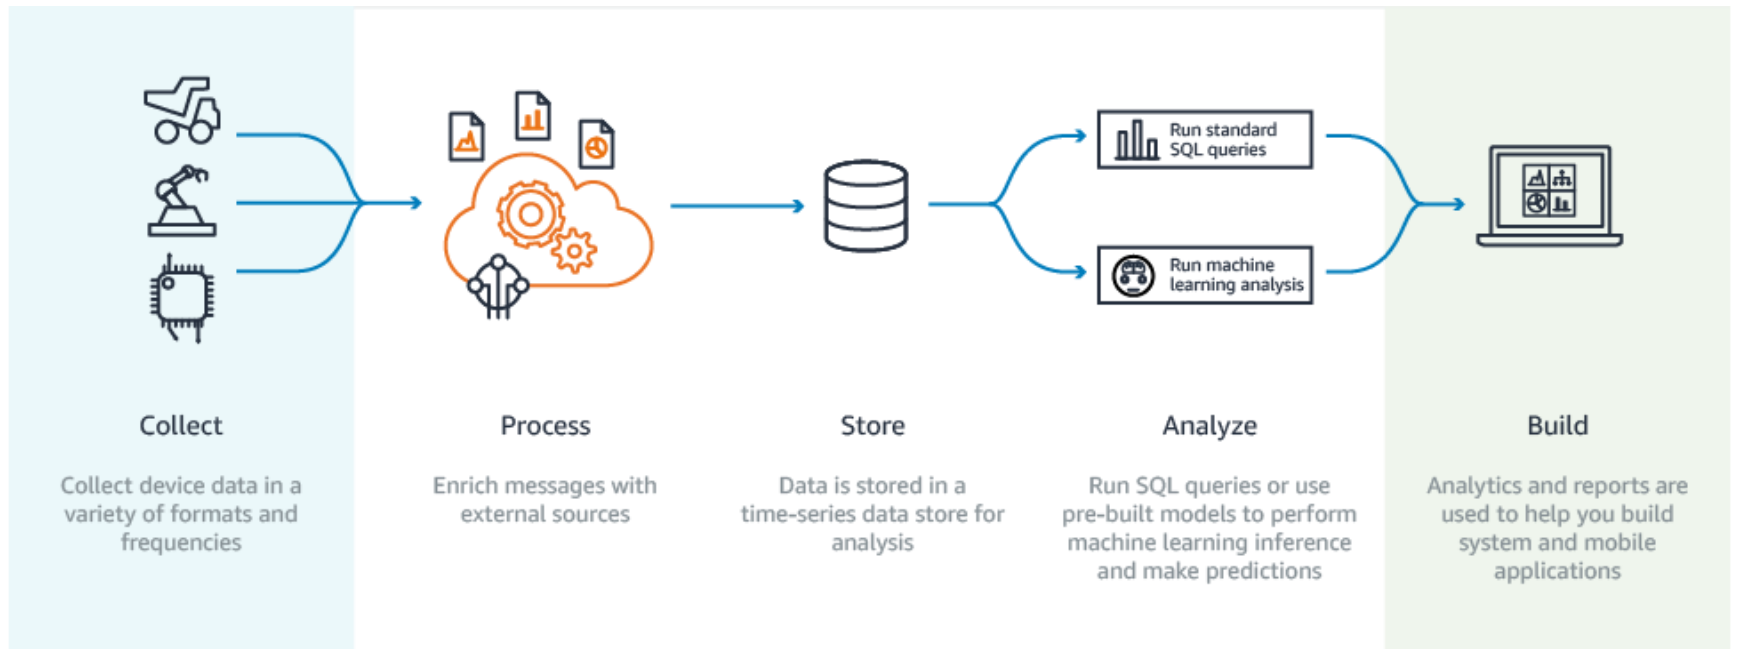 Run standard
SQL queries
Run machine
learning analysis
Collect
Collect device data in a
variety of formats and
frequencies
Process
Enrich messages with
external sources
Store
Data is stored in a
time-series data store for
analysis
Analyze
Run SQL queries or use
pre-built models to perform
machine learning inference
and make predictions
Build
Analytics and reports are
used to help you build
system and mobile
applications